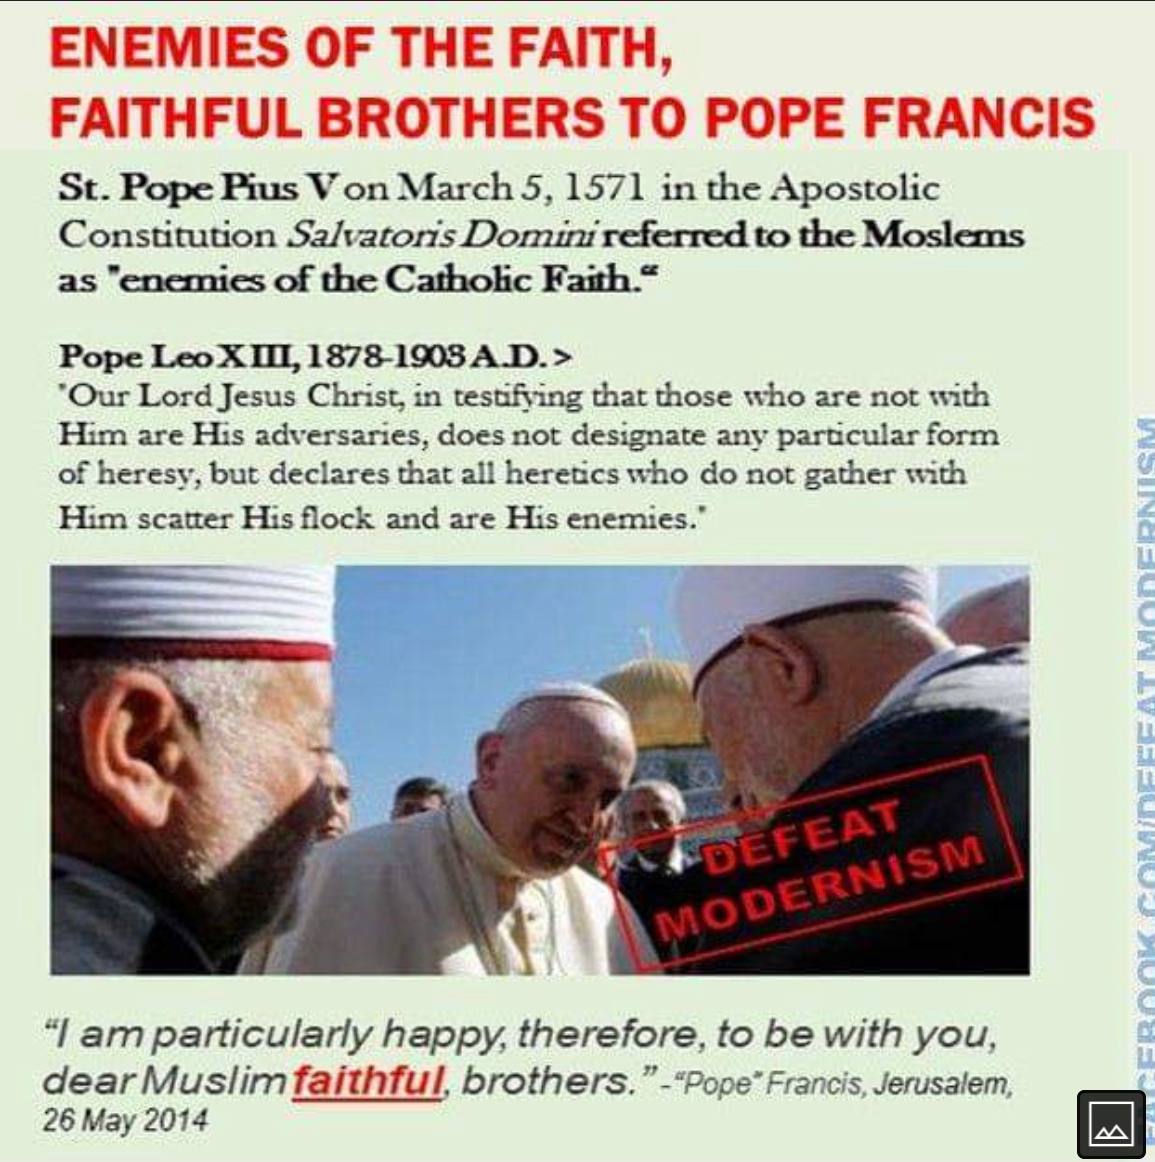 ENEMIES OF THE FAITH,
FAITHFUL BROTHERS TO POPE FRANCIS
St. Pope Pius V on March 5, 1571 in the Apostolic
Constitution Salvatoris Domini referred to the Moslems
as "enemies of the Catholic Faith.“
Pope Leo XIII, 1878-1903 A.D. >
"Our Lord Jesus Christ, in testifying that those who are not with
Him are His adversaries, does not designate any particular form
of heresy, but declares that all heretics who do not gather with
Him scatter His flock and are His enemies."
DEFEAT
MODERNISM
“I am particularly happy, therefore, to be with you,
dear Muslim faithful, brothers.” -“Pope” Francis, Jerusalem,
26 May 2014
FACEBOOK.COM/DEFEAT MODERNISM